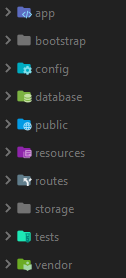 app
bootstrap
config
database
public
resources
routes
storage
tests
vendor